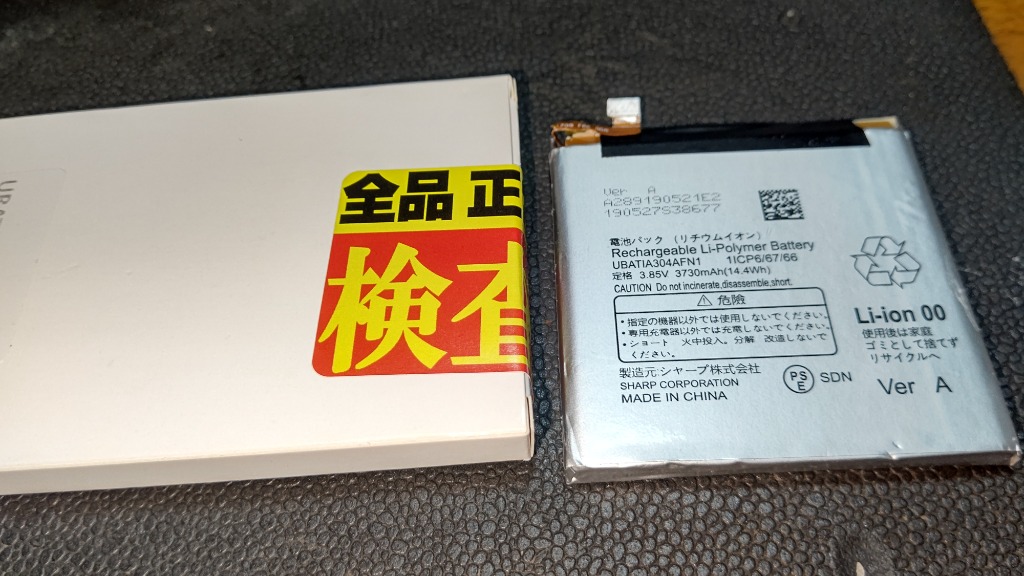 UBA
全品正
検査
Ver A
A289190521E2
190527S38677
電池パック (リチウムイオン)
Rechargeable Li-Polymer Battery
UBATIA304AFN1 1ICP6/67/66
定格 3.85V 3730mAh(14.4Wh)
CAUTION Do not incinerate,disassemble,short.
⚠ 危険
・指定の機器以外では使用しないでください。
・専用充電器以外では充電しないでください。
・ショート 火中投入。分解 改造しないで
ください。
製造元:シャープ株式会社
SHARP CORPORATION
MADE IN CHINA
PSE SDN
Li-ion 00
使用後は家庭
ゴミとして捨てず
リサイクルへ
Ver A